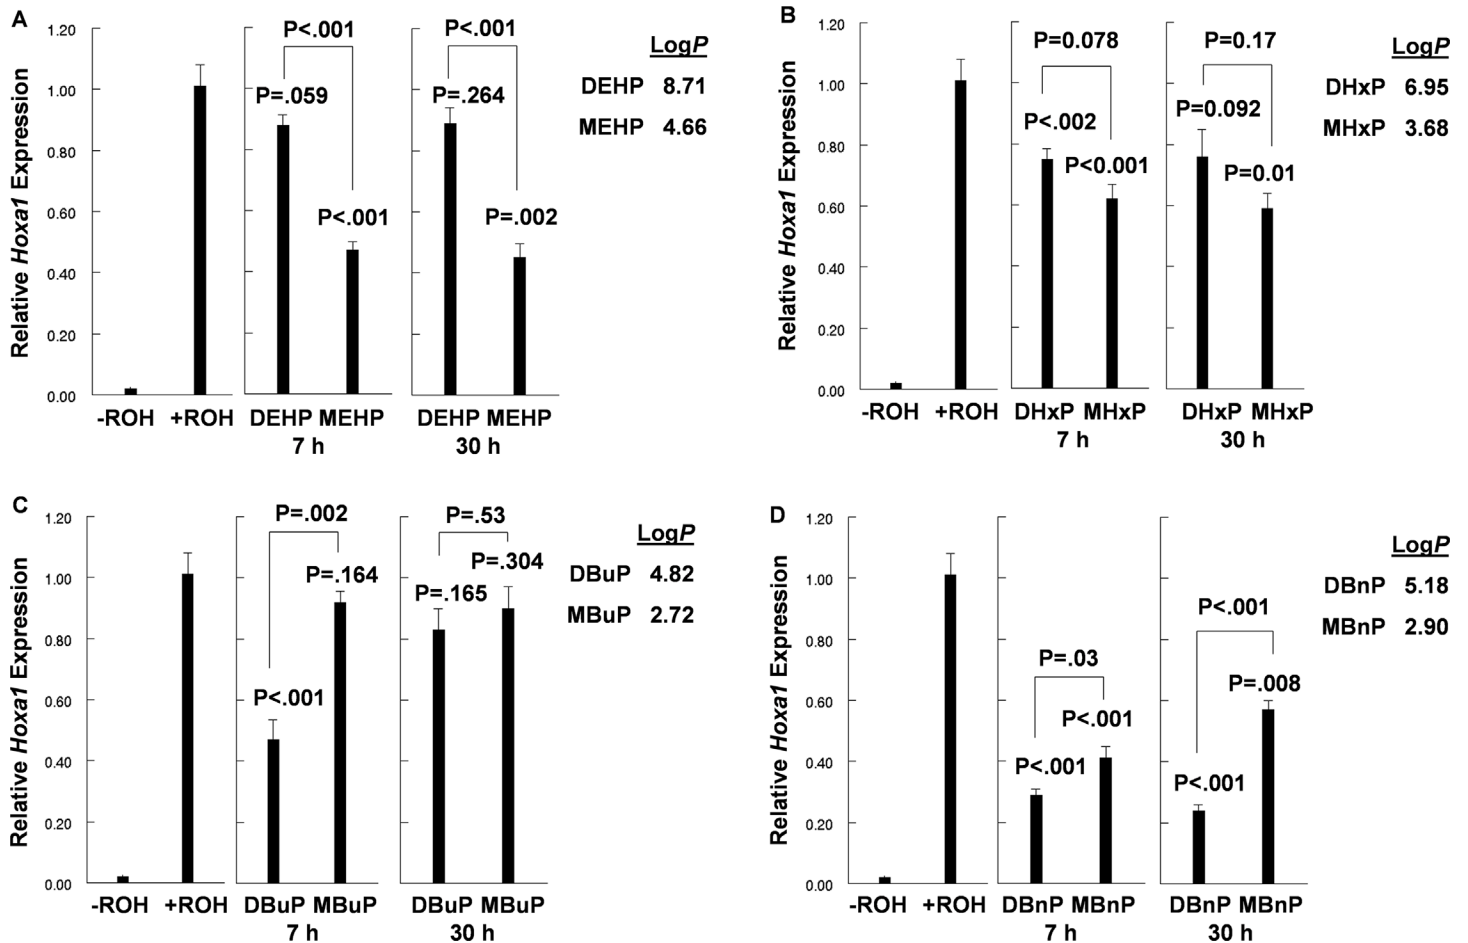 A
Relative Hoxa1 Expression
1.20
1.00
0.80
0.60
0.40
0.20
0.00
P<.001
P=.059
P<.001
P<.001
P=.264
P=.002
LogP
DEHP 8.71
MEHP 4.66
-ROH +ROH DEHP MEHP DEHP MEHP
7 h 30 h
B
Relative Hoxa1 Expression
1.20
1.00
0.80
0.60
0.40
0.20
0.00
P=0.078
P<.002
P<0.001
P=0.17
P=0.092
P=0.01
LogP
DHxP 6.95
MHxP 3.68
-ROH +ROH DHxP MHxP DHxP MHxP
7 h 30 h
C
Relative Hoxa1 Expression
1.20
1.00
0.80
0.60
0.40
0.20
0.00
P=.002
P=.164
P<.001
P=.53
P=.304
P=.165
LogP
DBuP 4.82
MBuP 2.72
-ROH +ROH DBuP MBuP DBuP MBuP
7 h 30 h
D
Relative Hoxa1 Expression
1.20
1.00
0.80
0.60
0.40
0.20
0.00
P=.03
P<.001
P<.001
P<.001
P=.008
P<.001
LogP
DBnP 5.18
MBnP 2.90
-ROH +ROH DBnP MBnP DBnP MBnP
7 h 30 h